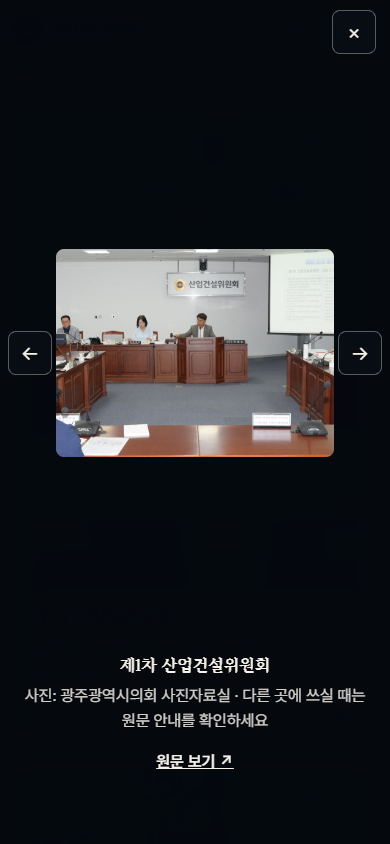 ×
산업건설위원회
←
→
제1차 산업건설위원회
사진: 광주광역시의회 사진자료실 · 다른 곳에 쓰실 때는
원문 안내를 확인하세요
원문 보기 ↗